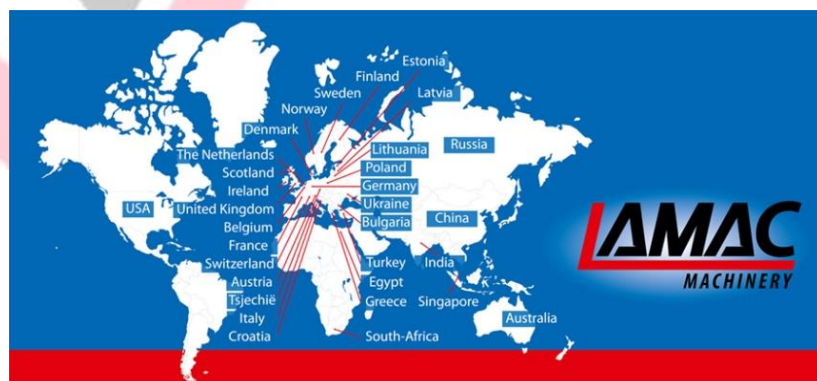 Estonia
Finland
Sweden
Latvia
Norway
Denmark
Lithuania
Russia
The Netherlands
Poland
Scotland
Germany
Ireland
Ukraine
USA
United Kingdom
China
Bulgaria
Belgium
France
Switzerland
Turkey
India
Austria
Egypt
Tsjechië
Greece
Singapore
Italy
Australia
Croatia
South-Africa
LAMAC
MACHINERY